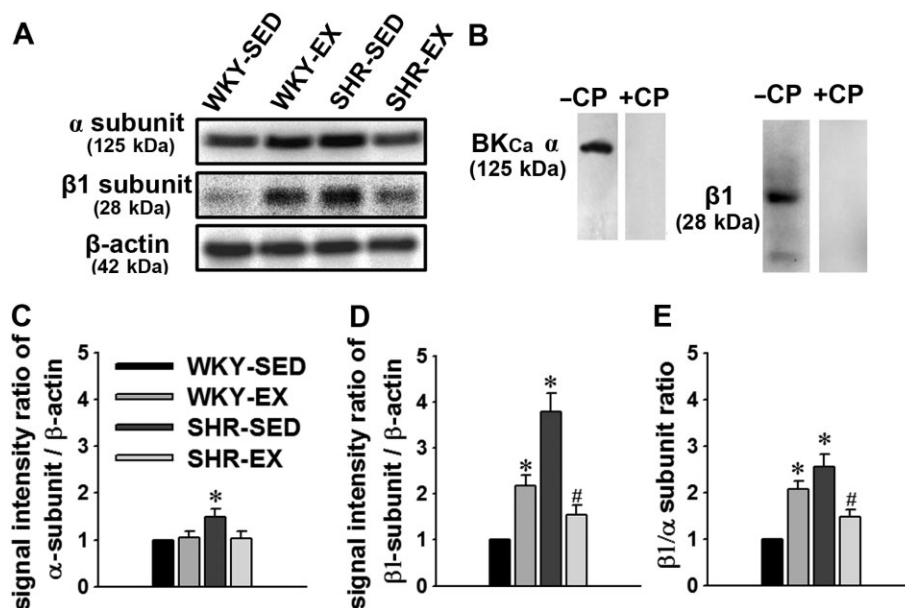 A
WKY-SED
WKY-EX
SHR-SED
SHR-EX
α subunit
(125 kDa)
β1 subunit
(28 kDa)
β-actin
(42 kDa)
B
–CP +CP
BKCa α
(125 kDa)
–CP +CP
β1
(28 kDa)
C
signal intensity ratio of
α-subunit / β-actin
5
4
3
2
1
0
WKY-SED
WKY-EX
SHR-SED
SHR-EX
*
D
signal intensity ratio of
β1-subunit / β-actin
5
4
3
2
1
0
*
*
#
E
β1/α subunit ratio
5
4
3
2
1
0
*
*
#